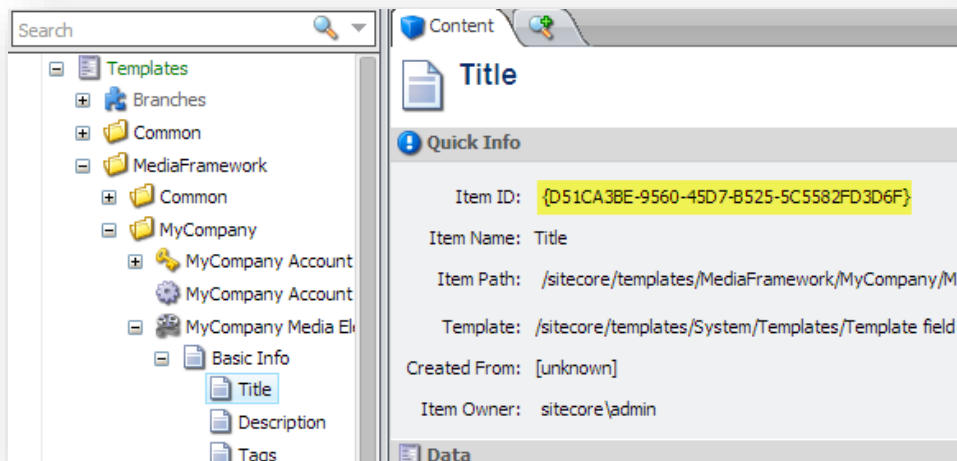 Search
Templates
Branches
Common
MediaFramework
Common
MyCompany
MyCompany Account
MyCompany Account
MyCompany Media El
Basic Info
Title
Description
Tags
Content
Title
Quick Info
Item ID: {D51CA3BE-9560-45D7-B525-5C5582FD3D6F}
Item Name: Title
Item Path: /sitecore/templates/MediaFramework/MyCompany/M
Template: /sitecore/templates/System/Templates/Template field
Created From: [unknown]
Item Owner: sitecore\admin
Data